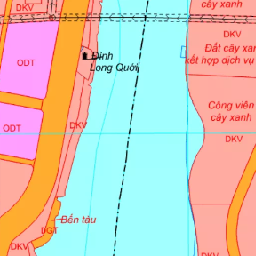 DKV
cây xanh
Đình
Long Quới
ODT
DKV
Đất cây xanh
kết hợp dịch vụ
Công viên
cây xanh
ODT
DKV
DKV
Bến tàu
DGT
DKV
DKV